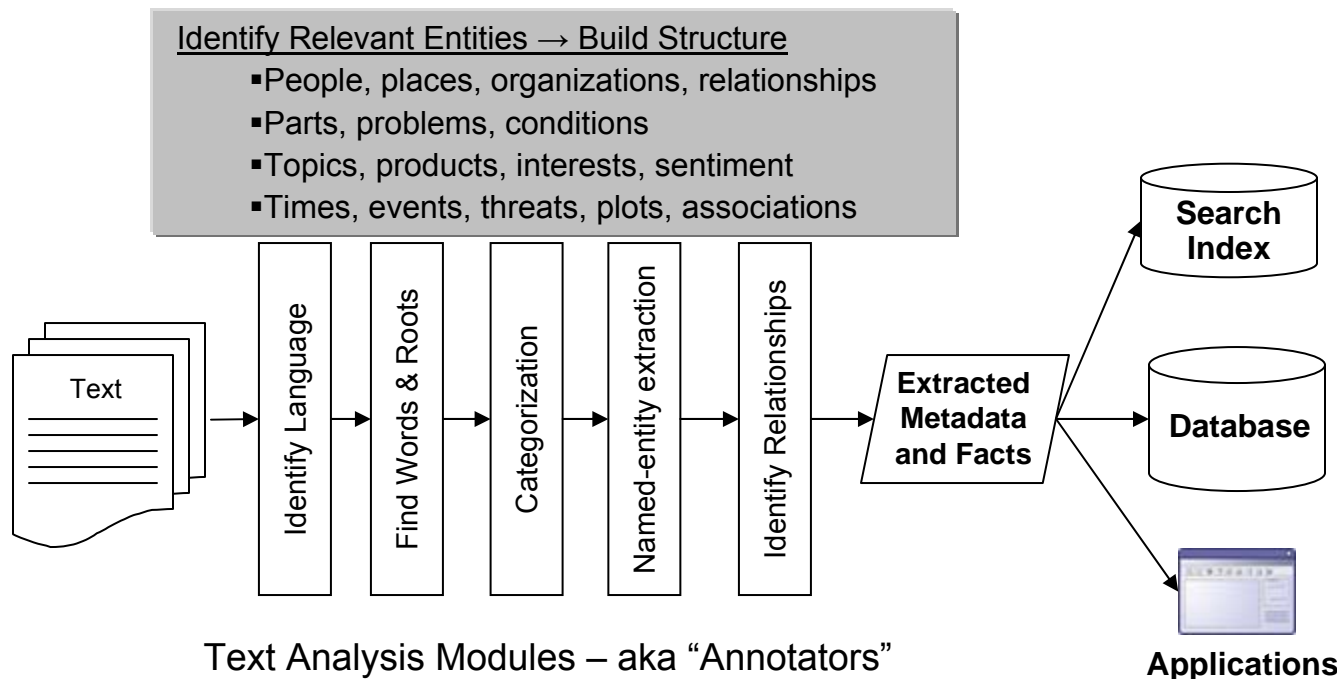 Identify Relevant Entities → Build Structure
▪People, places, organizations, relationships
▪Parts, problems, conditions
▪Topics, products, interests, sentiment
▪Times, events, threats, plots, associations
Text
Identify Language
Find Words & Roots
Categorization
Named-entity extraction
Identify Relationships
Extracted
Metadata
and Facts
Search
Index
Database
Applications
Text Analysis Modules – aka “Annotators”